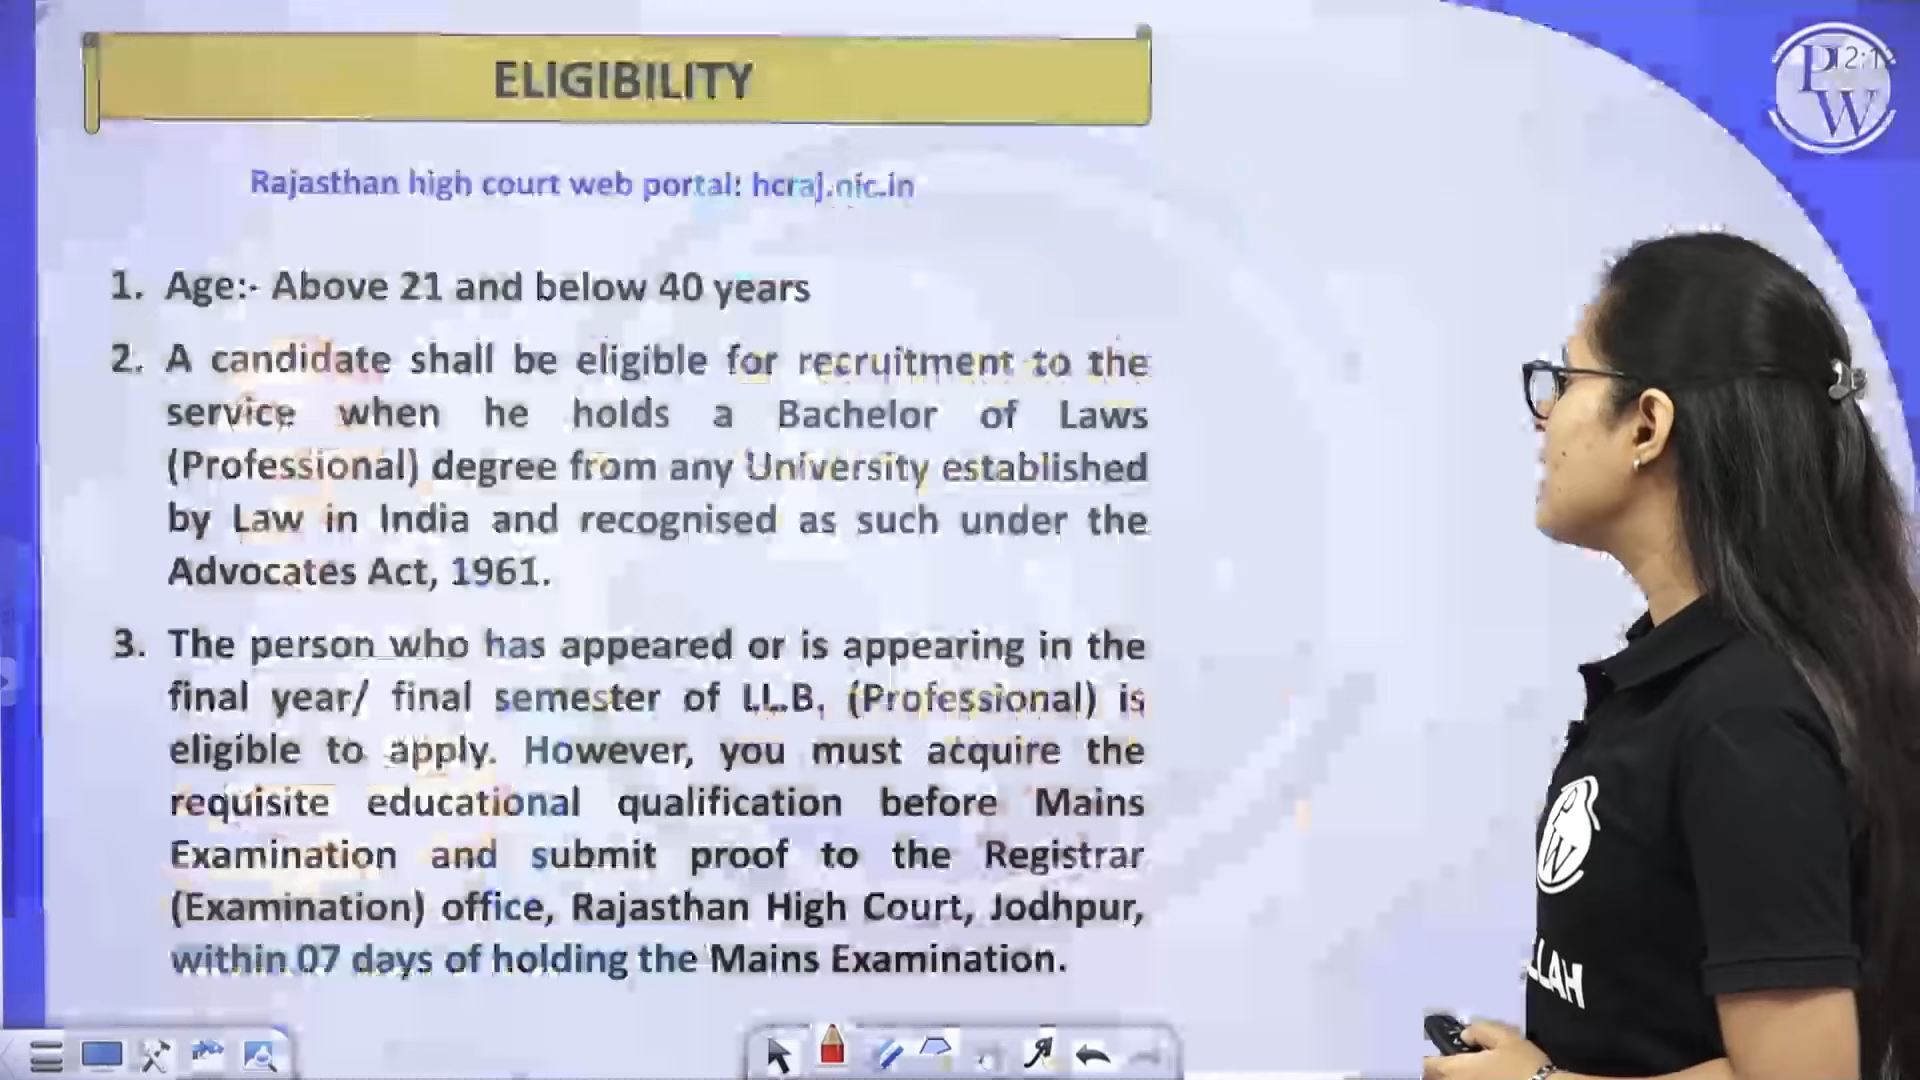 ELIGIBILITY
Rajasthan high court web portal: hcraj.nic.in
1. Age:- Above 21 and below 40 years
2. A candidate shall be eligible for recruitment to the
service when he holds a Bachelor of Laws
(Professional) degree from any University established
by Law in India and recognised as such under the
Advocates Act, 1961.
3. The person who has appeared or is appearing in the
final year/ final semester of LL.B. (Professional) is
eligible to apply. However, you must acquire the
requisite educational qualification before Mains
Examination and submit proof to the Registrar
(Examination) office, Rajasthan High Court, Jodhpur,
within 07 days of holding the Mains Examination.
PW
PW
LLAH